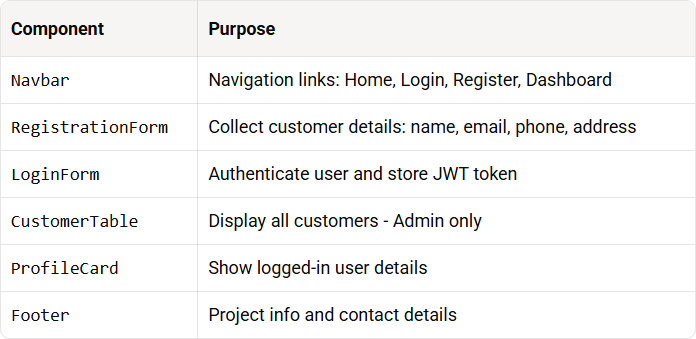 Component Purpose
Navbar Navigation links: Home, Login, Register, Dashboard
RegistrationForm Collect customer details: name, email, phone, address
LoginForm Authenticate user and store JWT token
CustomerTable Display all customers - Admin only
ProfileCard Show logged-in user details
Footer Project info and contact details